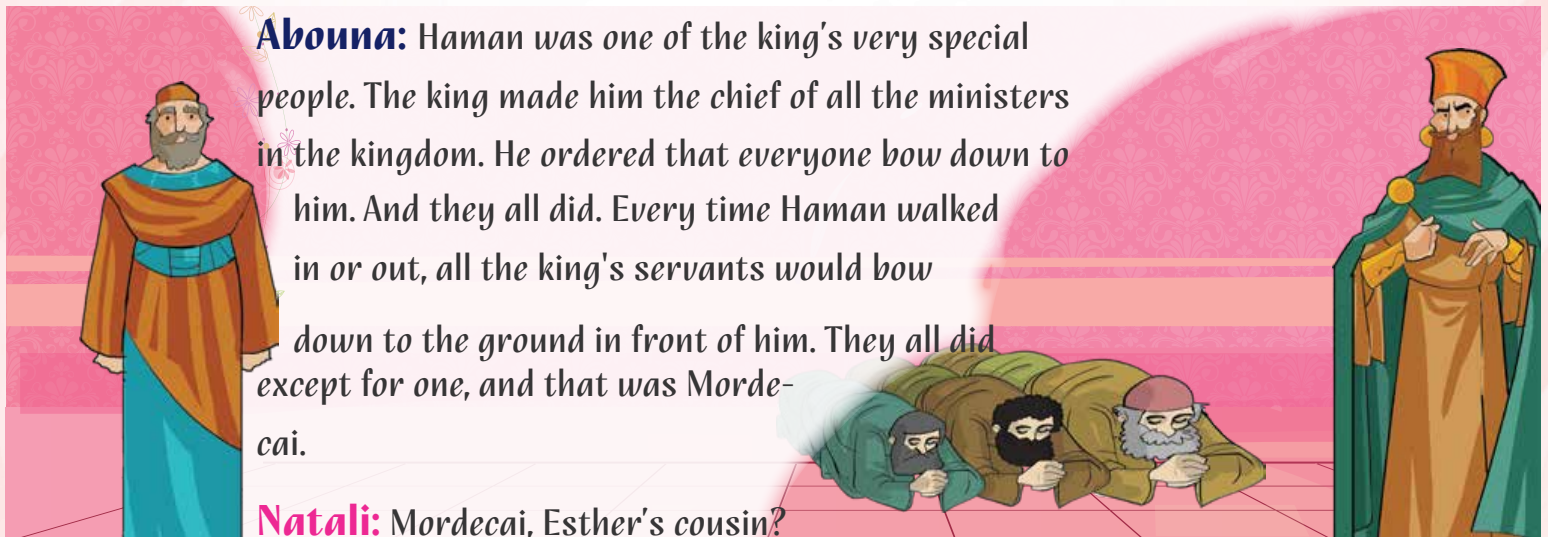 Abouna: Haman was one of the king's very special
people. The king made him the chief of all the ministers
in the kingdom. He ordered that everyone bow down to
him. And they all did. Every time Haman walked
in or out, all the king's servants would bow
down to the ground in front of him. They all did
except for one, and that was Morde-
cai.
Natali: Mordecai, Esther's cousin?